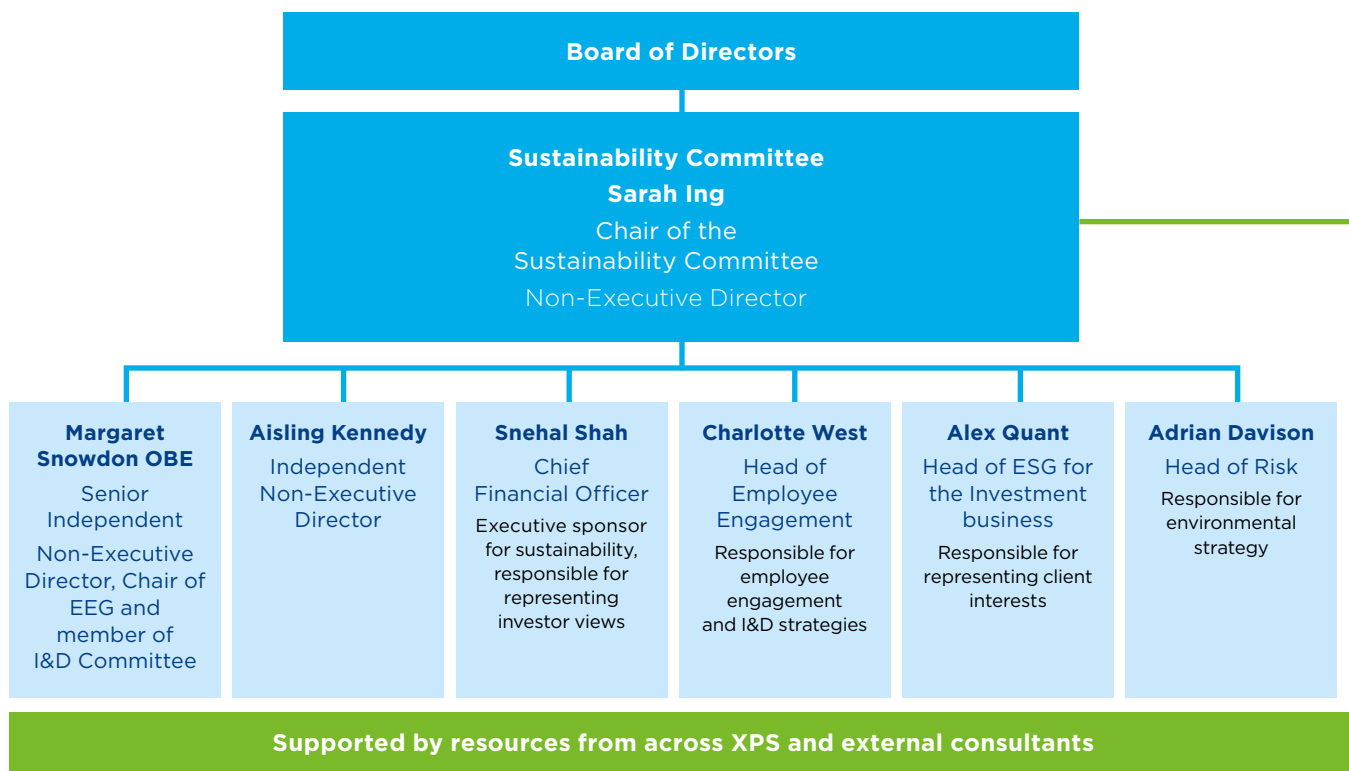 Board of Directors
Sustainability Committee
Sarah Ing
Chair of the
Sustainability Committee
Non-Executive Director
Margaret
Snowdon OBE
Senior
Independent
Non-Executive
Director, Chair of
EEG and
member of
I&D Committee
Aisling Kennedy
Independent
Non-Executive
Director
Snehal Shah
Chief
Financial Officer
Executive sponsor
for sustainability,
responsible for
representing
investor views
Charlotte West
Head of
Employee
Engagement
Responsible for
employee
engagement
and I&D strategies
Alex Quant
Head of ESG for
the Investment
business
Responsible for
representing client
interests
Adrian Davison
Head of Risk
Responsible for
environmental
strategy
Supported by resources from across XPS and external consultants